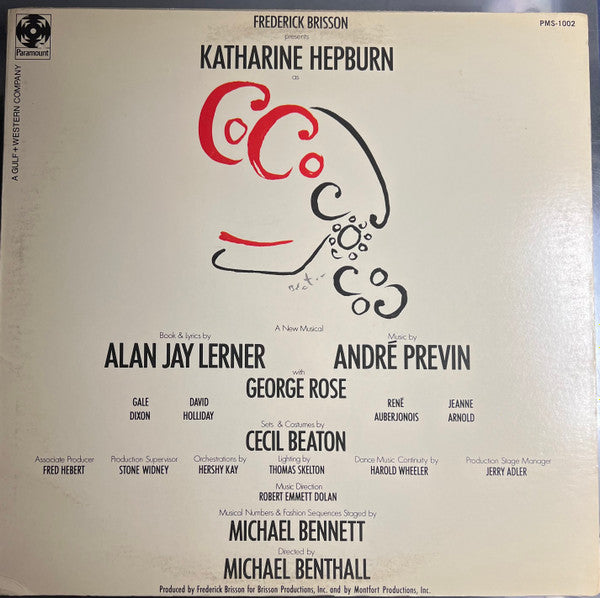 Paramount
A GULF + WESTERN COMPANY
PMS-1002
FREDERICK BRISSON
presents
KATHARINE HEPBURN
as
CoCo
A New Musical
Book & Lyrics by
ALAN JAY LERNER
Music by
ANDRÉ PREVIN
with
GEORGE ROSE
GALE
DIXON
DAVID
HOLLIDAY
RENÉ
AUBERJONOIS
JEANNE
ARNOLD
Sets & Costumes by
CECIL BEATON
Associate Producer
FRED HEBERT
Production Supervisor
STONE WIDNEY
Orchestrations by
HERSHY KAY
Lighting by
THOMAS SKELTON
Dance Music Continuity by
HAROLD WHEELER
Production Stage Manager
JERRY ADLER
Music Direction
ROBERT EMMETT DOLAN
Musical Numbers & Fashion Sequences Staged by
MICHAEL BENNETT
Directed by
MICHAEL BENTHALL
Produced by Frederick Brisson for Brisson Productions, Inc. and by Montfort Productions, Inc.